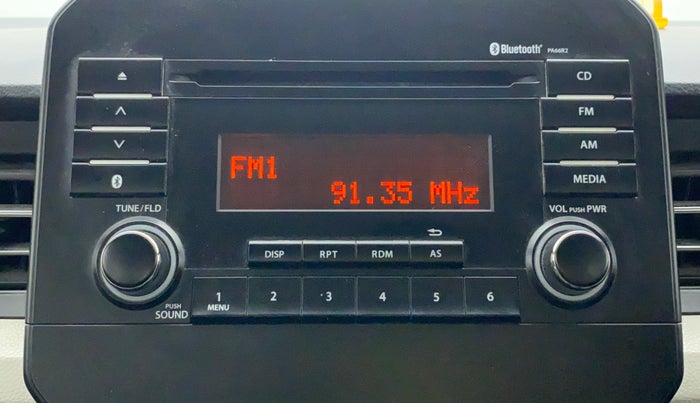 Bluetooth® PA66R2
CD
FM
AM
MEDIA
FM1
91.35 MHz
TUNE/FLD
VOL PUSH PWR
DISP RPT RDM AS
PUSH
SOUND
1 2 3 4 5 6
MENU